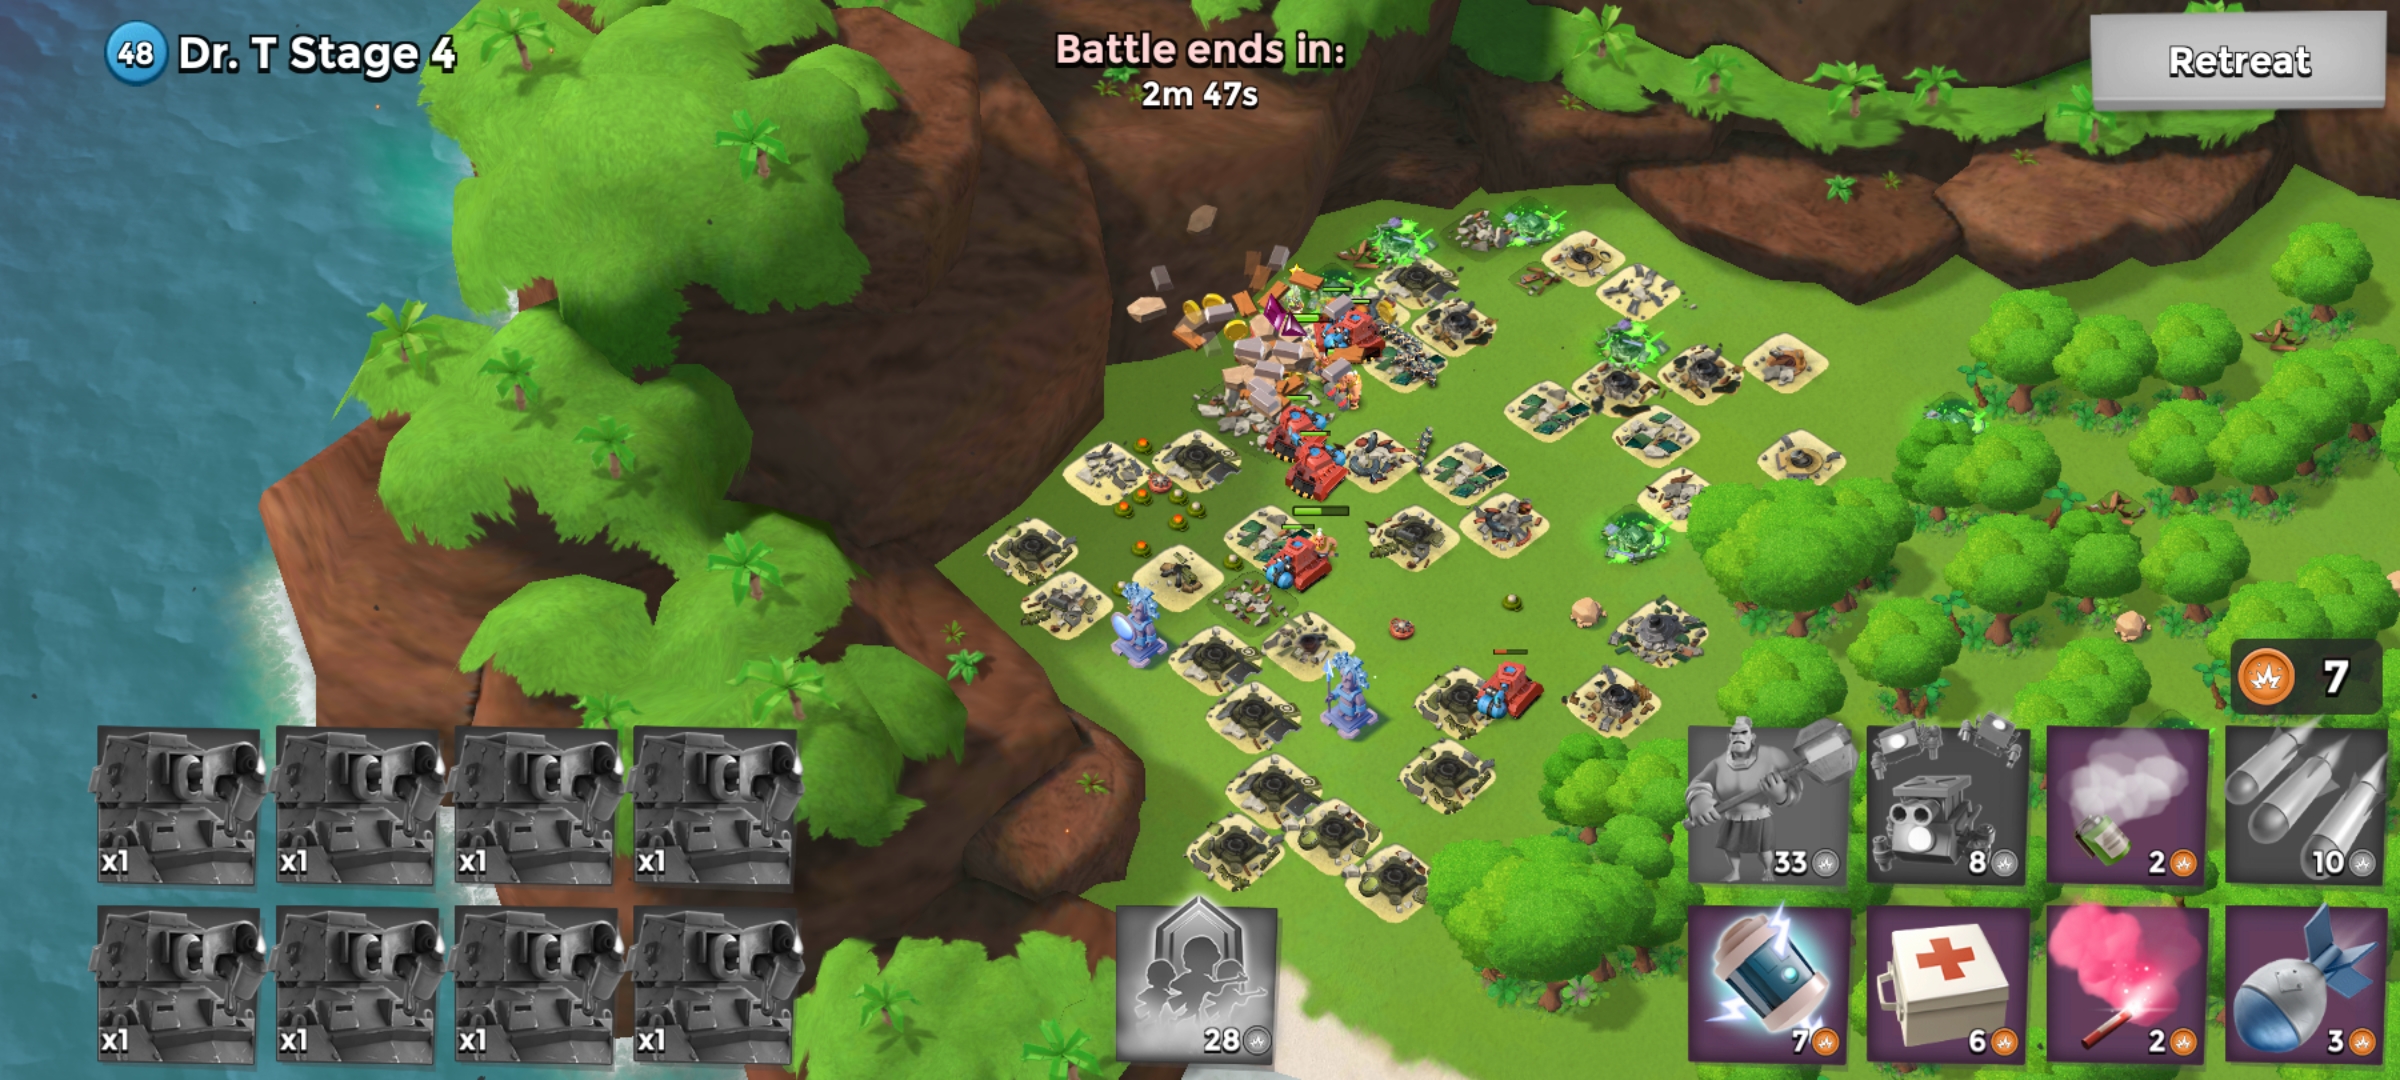 48 Dr. T Stage 4
Battle ends in:
2m 47s
Retreat
7
x1 x1 x1 x1
33 8 2 10
x1 x1 x1 x1
28
7 6 2 3